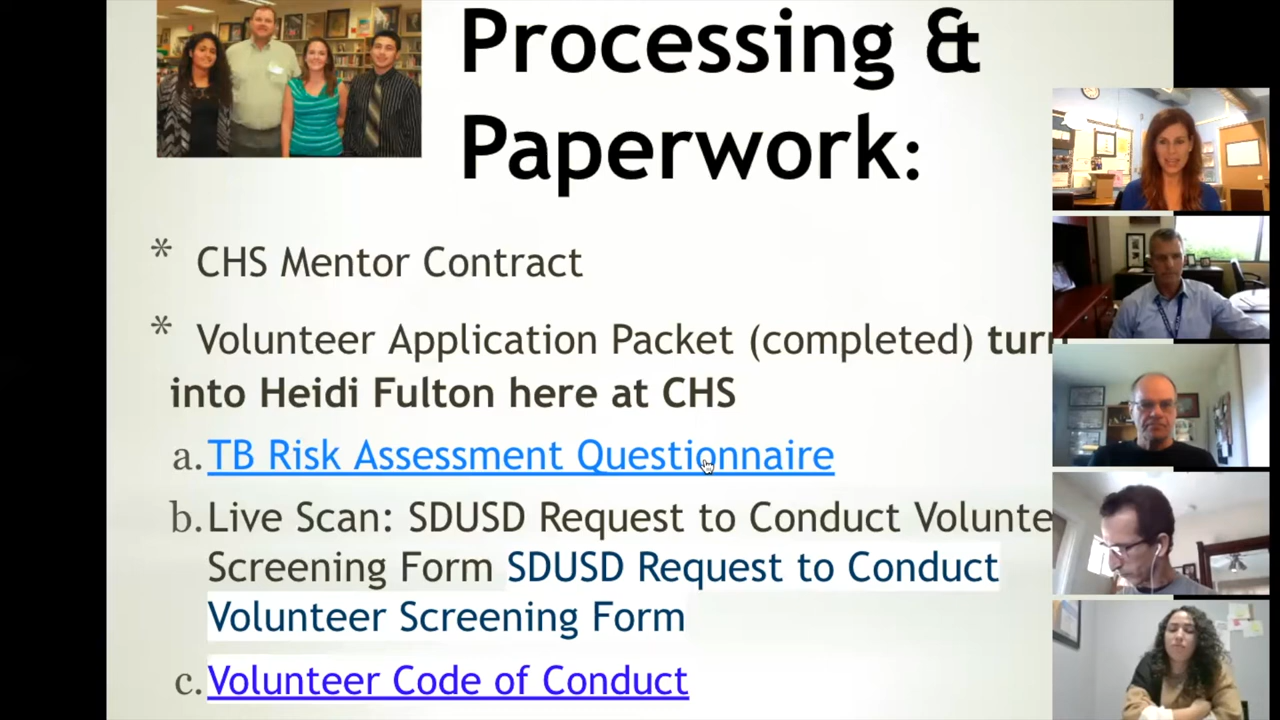 Processing &
Paperwork:
* CHS Mentor Contract
* Volunteer Application Packet (completed) turn
into Heidi Fulton here at CHS
a. TB Risk Assessment Questionnaire
b. Live Scan: SDUSD Request to Conduct Volunte
Screening Form SDUSD Request to Conduct
Volunteer Screening Form
c. Volunteer Code of Conduct